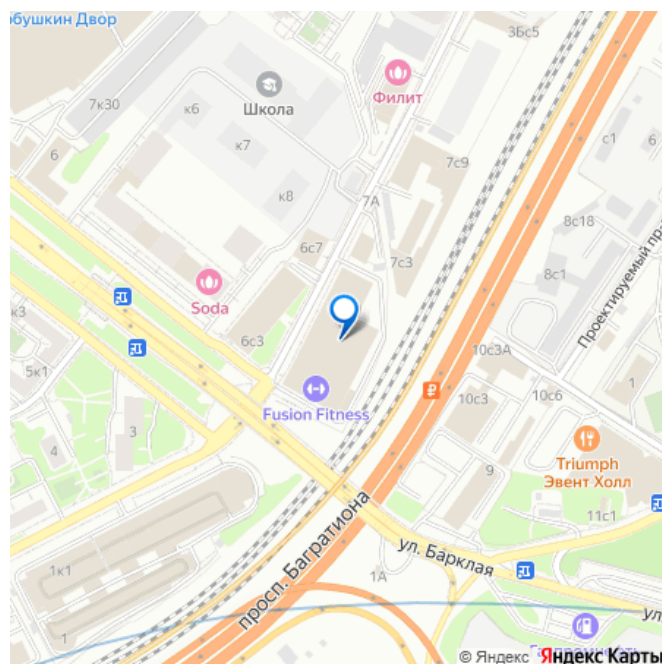 обушкин Двор
3Бс5
Филит
Школа
к6
7к30
к7
с1
6
7с9
6
к8
7А
8с18
6с7
7с3
8с1
Проектируемый пр
Soda
к3
6с3
10с3А
5к1
10с3
10с6
1
Fusion Fitness
3
4
9
Triumph
Эвент Холл
11с1
просп. Багратиона
ул. Барклая
1к1
1А
ул.
1
© Яндекс Яндекс Карты